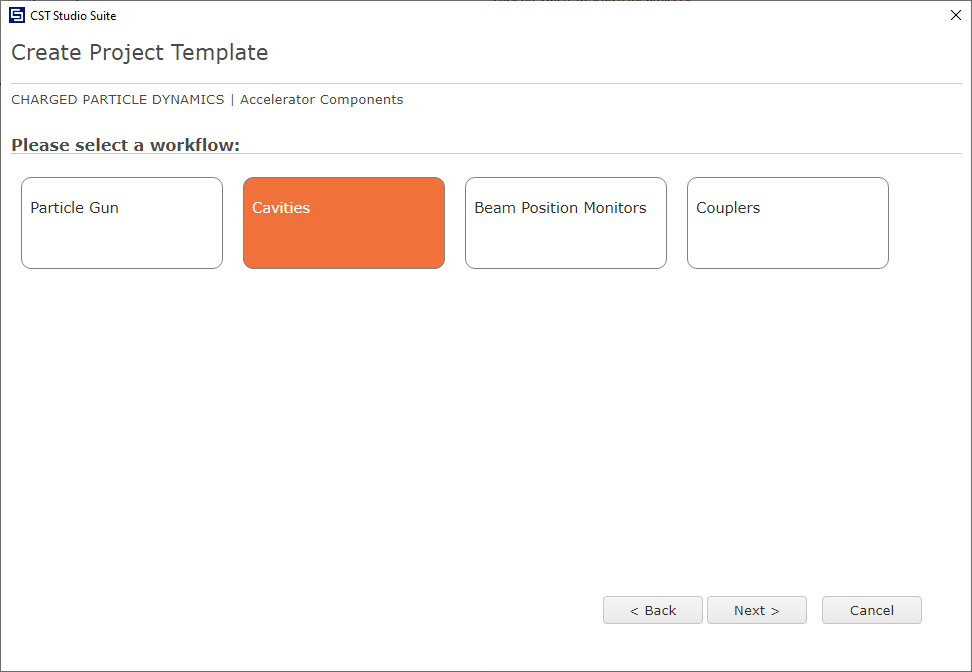 CST Studio Suite
Create Project Template
CHARGED PARTICLE DYNAMICS | Accelerator Components
Please select a workflow:
Particle Gun
Cavities
Beam Position Monitors
Couplers
< Back
Next >
Cancel